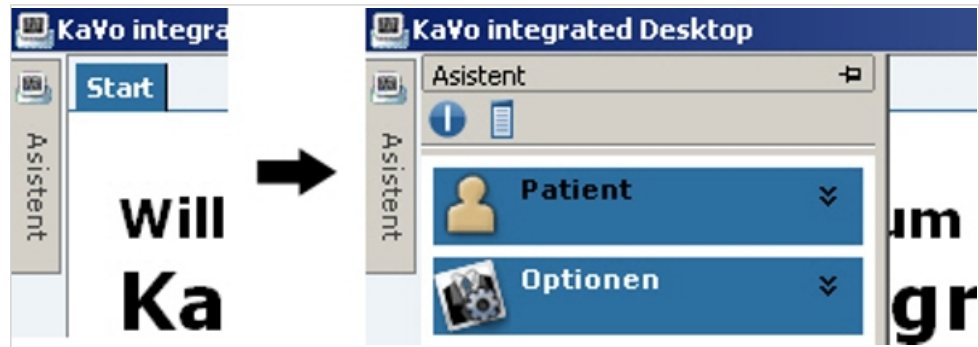 KaVo integra
Start
Asistent
Will
Ka
KaVo integrated Desktop
Asistent
Asistent
Patient
Optionen
um
gr